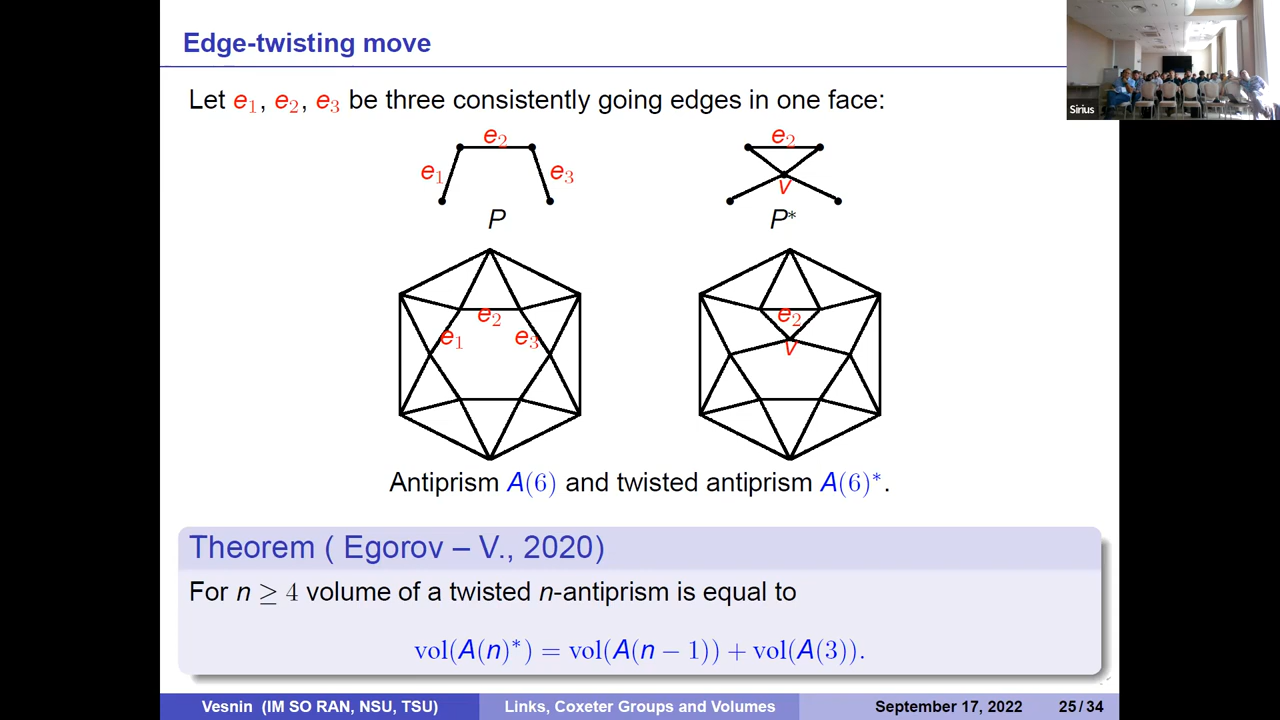 Edge-twisting move
Sirius
Let e₁, e₂, e₃ be three consistently going edges in one face:
e₂ e₂
e₁ e₃ v
P P*
e₂ e₂
e₁ e₃ v
Antiprism A(6) and twisted antiprism A(6)*.
Theorem ( Egorov – V., 2020)
For n ≥ 4 volume of a twisted n-antiprism is equal to
vol(A(n)*) = vol(A(n − 1)) + vol(A(3)).
Vesnin (IM SO RAN, NSU, TSU) Links, Coxeter Groups and Volumes September 17, 2022 25 / 34